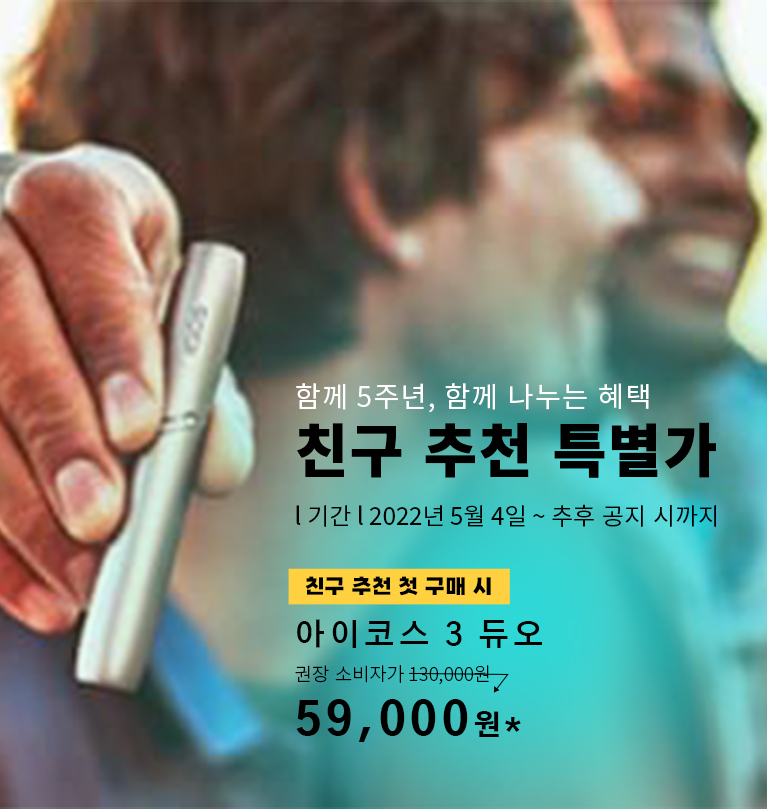 IQOS
함께 5주년, 함께 나누는 혜택
친구 추천 특별가
l 기간 l 2022년 5월 4일 ~ 추후 공지 시까지
친구 추천 첫 구매 시
아이코스 3 듀오
권장 소비자가 130,000원
59,000원*